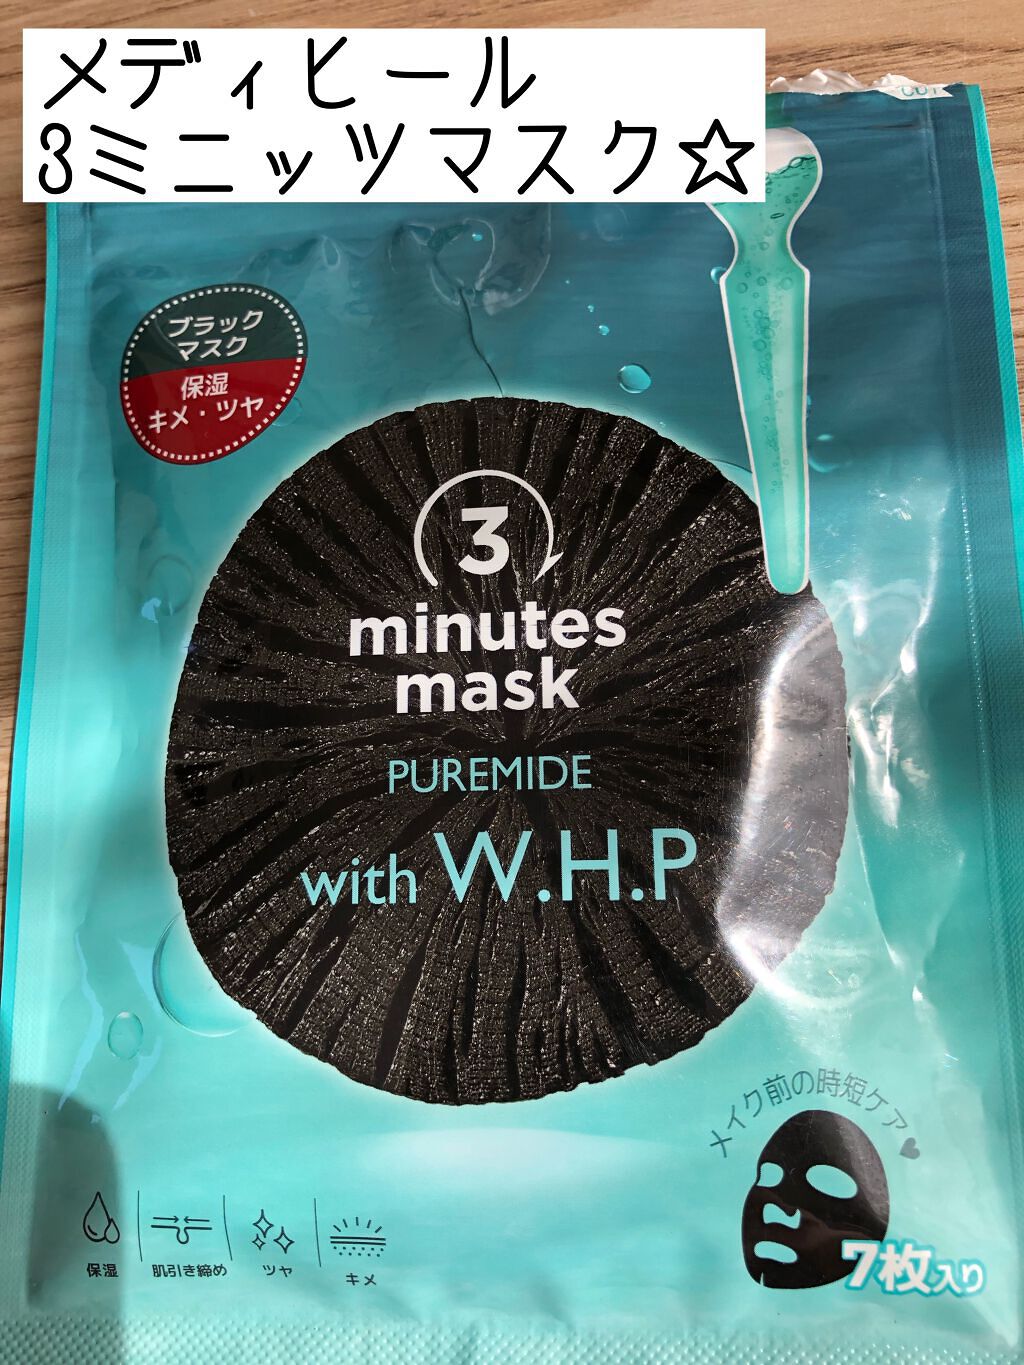 メディヒール
3ミニッツマスク☆
ブラック
マスク
保湿
キメ・ツヤ
3
minutes
mask
PUREMIDE
with W.H.P
メイク前の時短ケア♥
7枚入り
保湿
肌引き締め
ツヤ
キメ